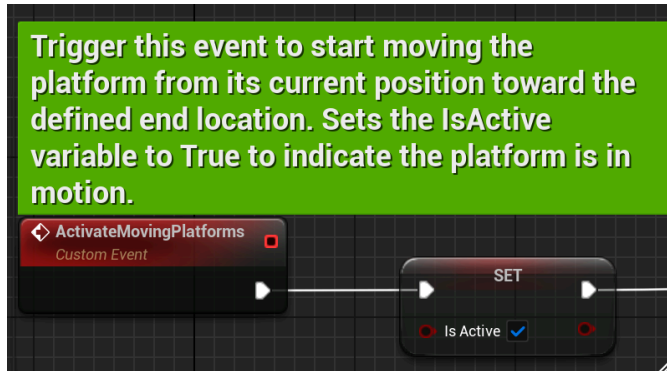 Trigger this event to start moving the
platform from its current position toward the
defined end location. Sets the IsActive
variable to True to indicate the platform is in
motion.
ActivateMovingPlatforms
Custom Event
SET
Is Active